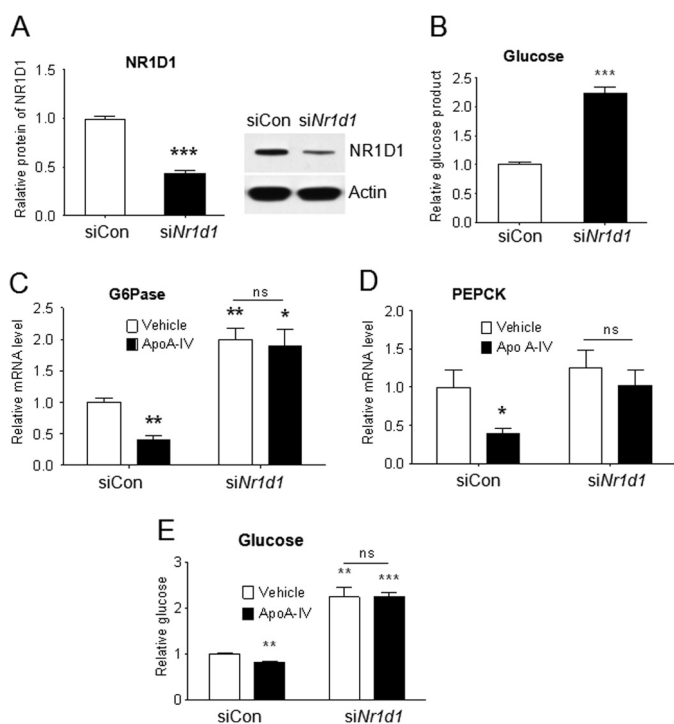 A
NR1D1
Ralative protein of NR1D1
1.5
1.0
0.5
0.0
***
siCon
siNr1d1
siCon siNr1d1
NR1D1
Actin
B
Glucose
Relative glucose product
2.5
2.0
1.5
1.0
0.5
0.0
***
siCon
siNr1d1
C
G6Pase
Relative mRNA level
2.5
2.0
1.5
1.0
0.5
0.0
Vehicle
ApoA-IV
**
ns
**
*
siCon
siNr1d1
D
PEPCK
Relative mRNA level
2.0
1.5
1.0
0.5
0.0
Vehicle
Apo A-IV
*
ns
siCon
siNr1d1
E
Glucose
Relative glucose
3
2
1
0
Vehicle
ApoA-IV
**
ns
**
***
siCon
siNr1d1